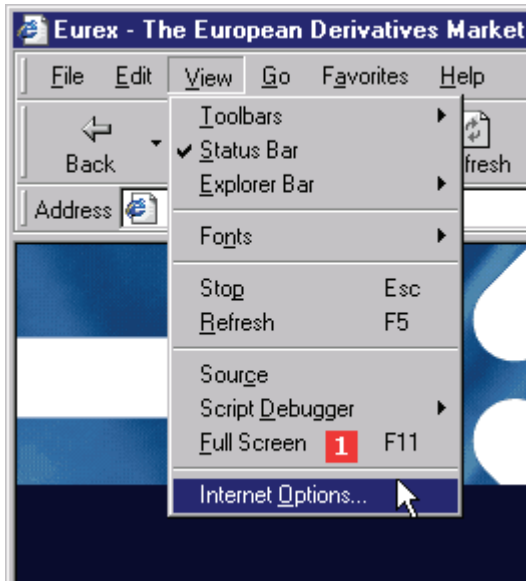 Eurex - The European Derivatives Market
File Edit View Go Favorites Help
Back
fresh
Address
Toolbars
Status Bar
Explorer Bar
Fonts
Stop Esc
Refresh F5
Source
Script Debugger
Full Screen 1 F11
Internet Options...